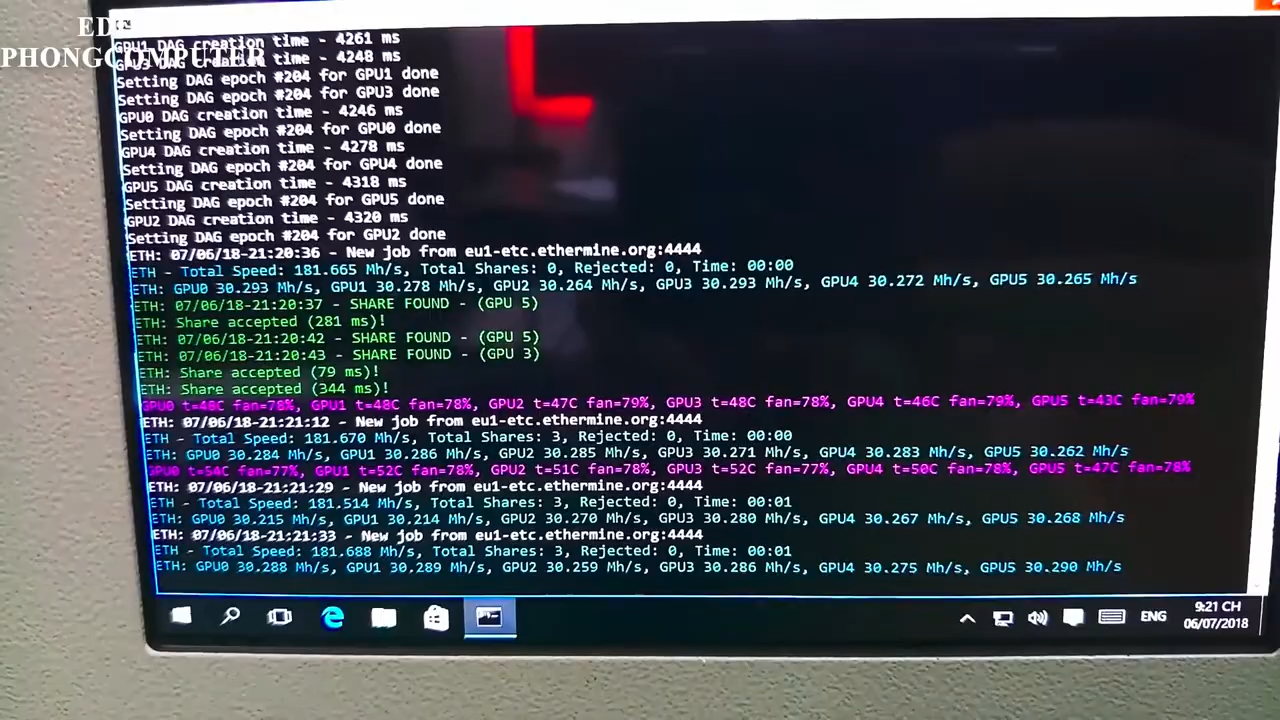 PHONGCOMPUTER
GPU1 DAG creation time - 4261 ms
GPU3 DAG creation time - 4248 ms
Setting DAG epoch #204 for GPU1 done
Setting DAG epoch #204 for GPU3 done
GPU0 DAG creation time - 4246 ms
Setting DAG epoch #204 for GPU0 done
GPU4 DAG creation time - 4278 ms
Setting DAG epoch #204 for GPU4 done
GPU5 DAG creation time - 4318 ms
Setting DAG epoch #204 for GPU5 done
GPU2 DAG creation time - 4320 ms
Setting DAG epoch #204 for GPU2 done
ETH: 07/06/18-21:20:36 - New job from eu1-etc.ethermine.org:4444
ETH - Total Speed: 181.665 Mh/s, Total Shares: 0, Rejected: 0, Time: 00:00
ETH: GPU0 30.293 Mh/s, GPU1 30.278 Mh/s, GPU2 30.264 Mh/s, GPU3 30.293 Mh/s, GPU4 30.272 Mh/s, GPU5 30.265 Mh/s
ETH: 07/06/18-21:20:37 - SHARE FOUND - (GPU 5)
ETH: Share accepted (281 ms)!
ETH: 07/06/18-21:20:42 - SHARE FOUND - (GPU 5)
ETH: 07/06/18-21:20:43 - SHARE FOUND - (GPU 3)
ETH: Share accepted (79 ms)!
ETH: Share accepted (344 ms)!
GPU0 t=48C fan=78%, GPU1 t=48C fan=78%, GPU2 t=47C fan=79%, GPU3 t=48C fan=78%, GPU4 t=46C fan=79%, GPU5 t=43C fan=79%
ETH: 07/06/18-21:21:12 - New job from eu1-etc.ethermine.org:4444
ETH - Total Speed: 181.670 Mh/s, Total Shares: 3, Rejected: 0, Time: 00:00
ETH: GPU0 30.284 Mh/s, GPU1 30.286 Mh/s, GPU2 30.285 Mh/s, GPU3 30.271 Mh/s, GPU4 30.283 Mh/s, GPU5 30.262 Mh/s
GPU0 t=54C fan=77%, GPU1 t=52C fan=78%, GPU2 t=51C fan=78%, GPU3 t=52C fan=77%, GPU4 t=50C fan=78%, GPU5 t=47C fan=78%
ETH: 07/06/18-21:21:29 - New job from eu1-etc.ethermine.org:4444
ETH - Total Speed: 181.514 Mh/s, Total Shares: 3, Rejected: 0, Time: 00:01
ETH: GPU0 30.215 Mh/s, GPU1 30.214 Mh/s, GPU2 30.270 Mh/s, GPU3 30.280 Mh/s, GPU4 30.267 Mh/s, GPU5 30.268 Mh/s
ETH: 07/06/18-21:21:33 - New job from eu1-etc.ethermine.org:4444
ETH - Total Speed: 181.688 Mh/s, Total Shares: 3, Rejected: 0, Time: 00:01
ETH: GPU0 30.288 Mh/s, GPU1 30.289 Mh/s, GPU2 30.259 Mh/s, GPU3 30.286 Mh/s, GPU4 30.275 Mh/s, GPU5 30.290 Mh/s
ENG
9:21 CH
06/07/2018